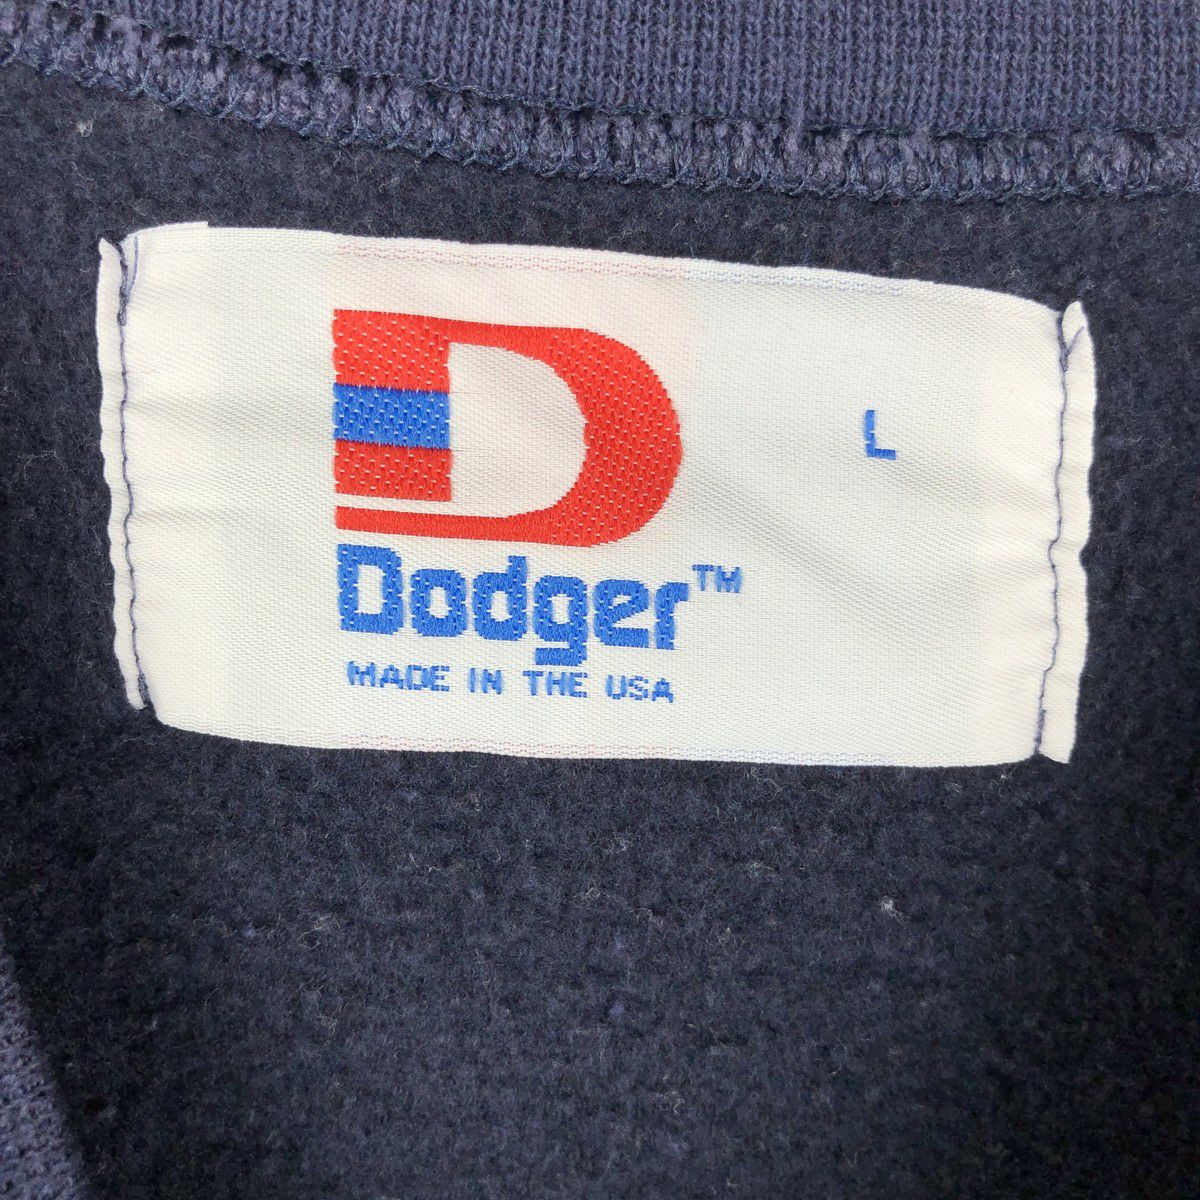 D
L
Dodger™
MADE IN THE USA